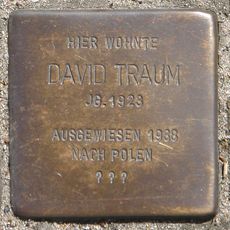 HIER WOHNTE
DAVID TRAUM
JG. 1923
AUSGEWIESEN 1938
NACH POLEN
? ? ?